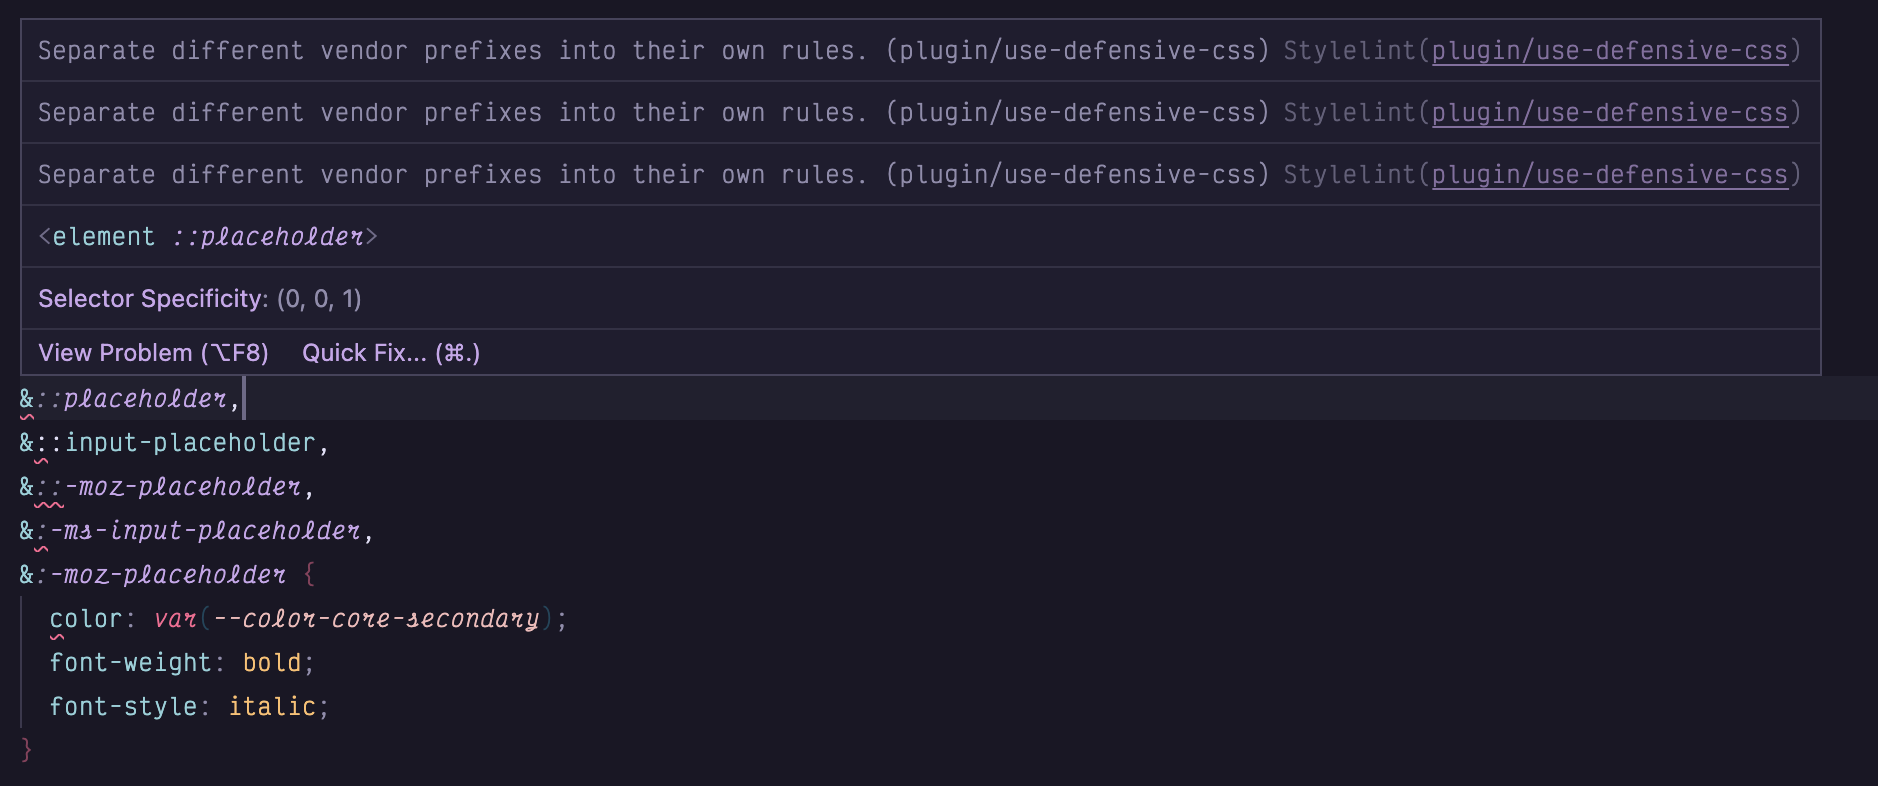 Separate different vendor prefixes into their own rules. (plugin/use-defensive-css) Stylelint(plugin/use-defensive-css)
Separate different vendor prefixes into their own rules. (plugin/use-defensive-css) Stylelint(plugin/use-defensive-css)
Separate different vendor prefixes into their own rules. (plugin/use-defensive-css) Stylelint(plugin/use-defensive-css)
<element ::placeholder>
Selector Specificity: (0, 0, 1)
View Problem (⌥F8) Quick Fix... (⌘.)
&::placeholder,
&::input-placeholder,
&::-moz-placeholder,
&:-ms-input-placeholder,
&:-moz-placeholder {
  color: var(--color-core-secondary);
  font-weight: bold;
  font-style: italic;
}